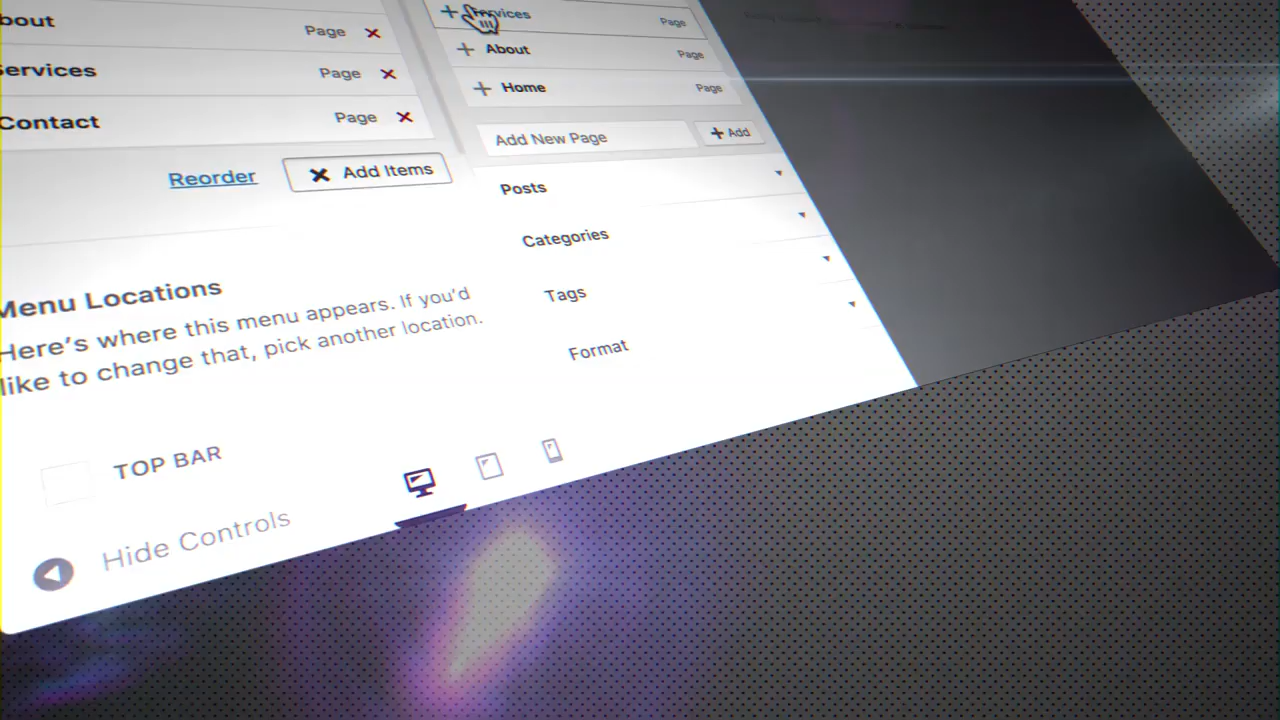 bout Page
ervices Page
Contact Page
Reorder Add Items
Menu Locations
Here's where this menu appears. If you'd
like to change that, pick another location.
TOP BAR
Hide Controls
Services Page
About Page
Home Page
Add New Page Add
Posts
Categories
Tags
Format